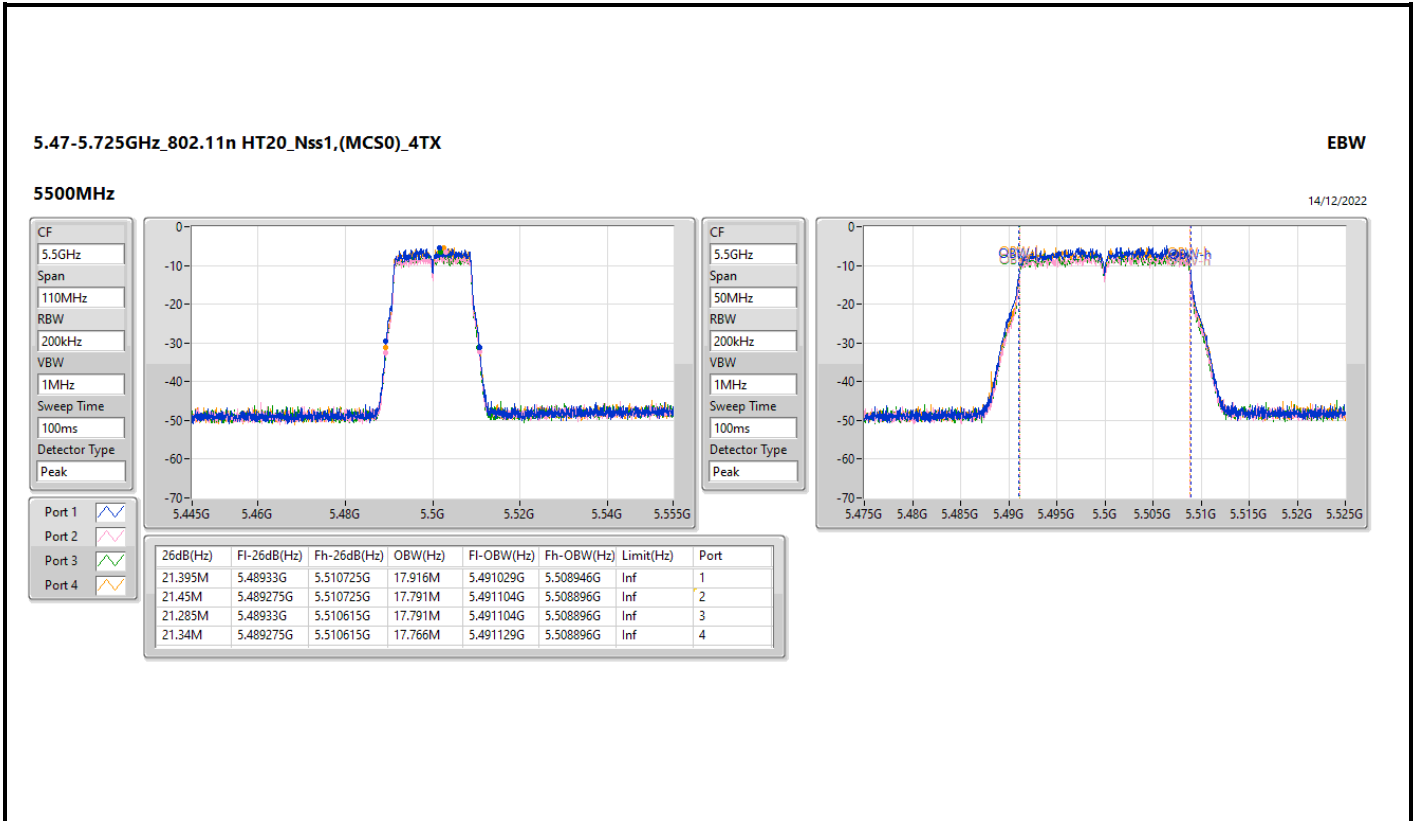 5.47-5.725GHz_802.11n HT20_Nss1,(MCS0)_4TX
EBW
5500MHz
14/12/2022
CF
5.5GHz
Span
110MHz
RBW
200kHz
VBW
1MHz
Sweep Time
100ms
Detector Type
Peak
0
-10
-20
-30
-40
-50
-60
-70
5.445G 5.46G 5.48G 5.5G 5.52G 5.54G 5.555G
CF
5.5GHz
Span
50MHz
RBW
200kHz
VBW
1MHz
Sweep Time
100ms
Detector Type
Peak
0
-10
-20
-30
-40
-50
-60
-70
OBW-h
5.475G 5.48G 5.485G 5.49G 5.495G 5.5G 5.505G 5.51G 5.515G 5.52G 5.525G
Port 1
Port 2
Port 3
Port 4
26dB(Hz) Fl-26dB(Hz) Fh-26dB(Hz) OBW(Hz) Fl-OBW(Hz) Fh-OBW(Hz) Limit(Hz) Port
21.395M 5.48933G 5.510725G 17.916M 5.491029G 5.508946G Inf 1
21.45M 5.489275G 5.510725G 17.791M 5.491104G 5.508896G Inf 2
21.285M 5.48933G 5.510615G 17.791M 5.491104G 5.508896G Inf 3
21.34M 5.489275G 5.510615G 17.766M 5.491129G 5.508896G Inf 4